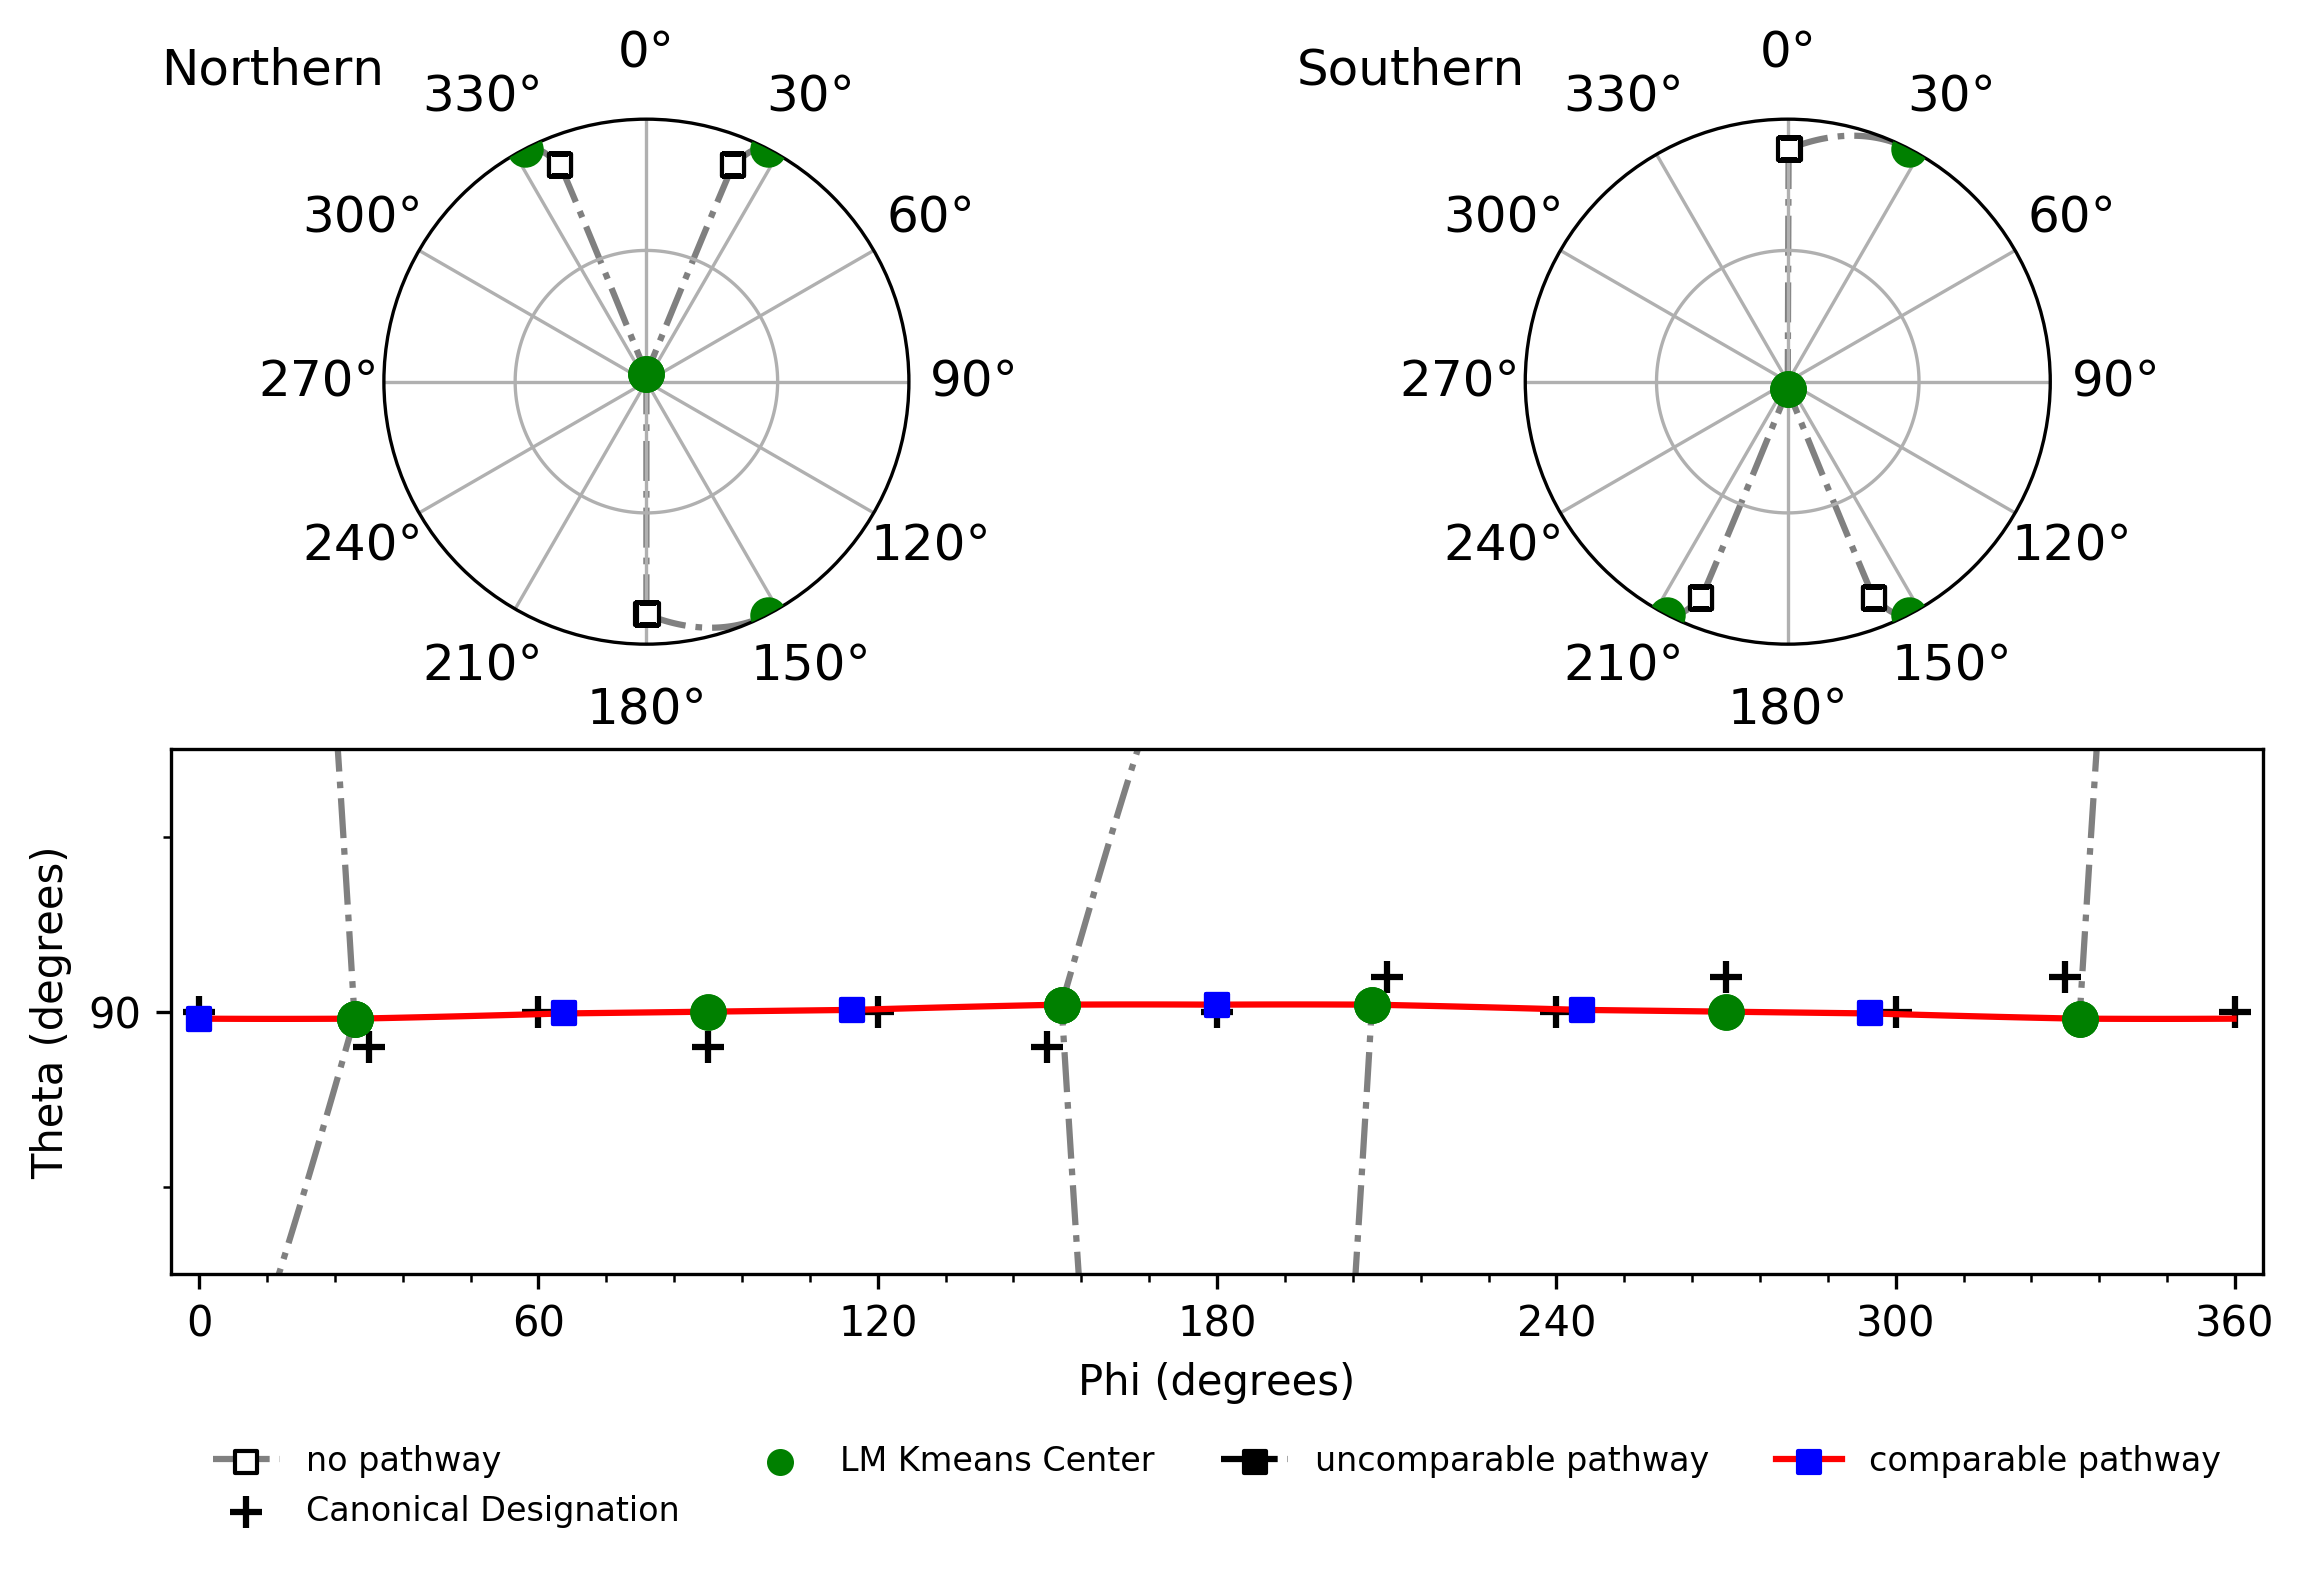 Northern
0°
330°
30°
300°
60°
270°
90°
240°
120°
210°
150°
180°
Southern
0°
330°
30°
300°
60°
270°
90°
240°
120°
210°
150°
180°
Theta (degrees)
90
0 60 120 180 240 300 360
Phi (degrees)
no pathway
Canonical Designation
LM Kmeans Center
uncomparable pathway
comparable pathway